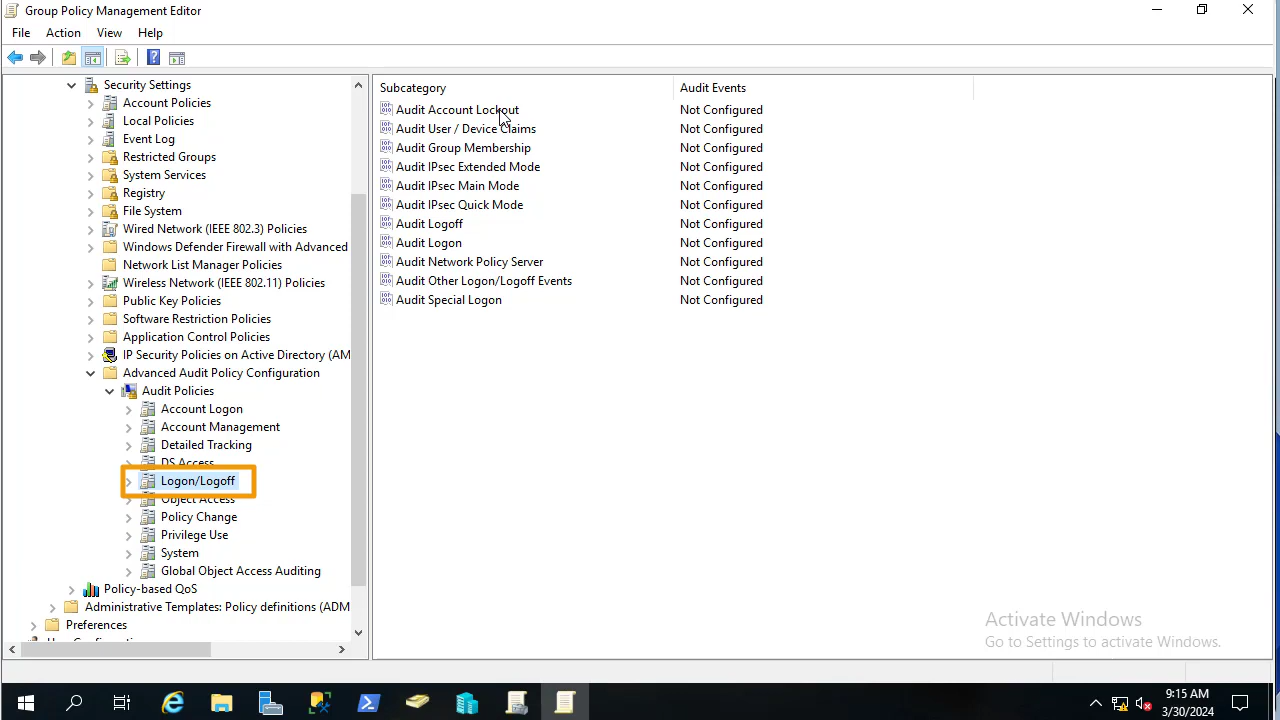 Group Policy Management Editor
File Action View Help
Security Settings
Account Policies
Local Policies
Event Log
Restricted Groups
System Services
Registry
File System
Wired Network (IEEE 802.3) Policies
Windows Defender Firewall with Advanced
Network List Manager Policies
Wireless Network (IEEE 802.11) Policies
Public Key Policies
Software Restriction Policies
Application Control Policies
IP Security Policies on Active Directory (AM
Advanced Audit Policy Configuration
Audit Policies
Account Logon
Account Management
Detailed Tracking
DS Access
Logon/Logoff
Object Access
Policy Change
Privilege Use
System
Global Object Access Auditing
Policy-based QoS
Administrative Templates: Policy definitions (ADM
Preferences
Subcategory Audit Events
Audit Account Lockout Not Configured
Audit User / Device Claims Not Configured
Audit Group Membership Not Configured
Audit IPsec Extended Mode Not Configured
Audit IPsec Main Mode Not Configured
Audit IPsec Quick Mode Not Configured
Audit Logoff Not Configured
Audit Logon Not Configured
Audit Network Policy Server Not Configured
Audit Other Logon/Logoff Events Not Configured
Audit Special Logon Not Configured
Activate Windows
Go to Settings to activate Windows.
9:15 AM
3/30/2024